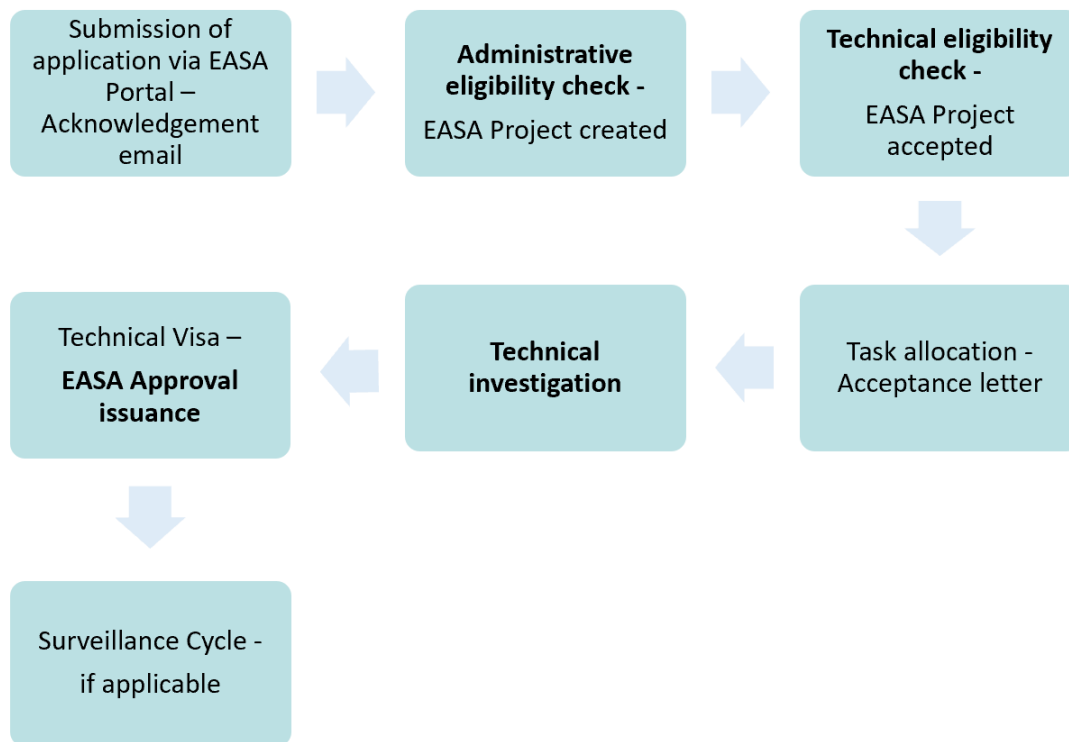 Submission of
application via EASA
Portal –
Acknowledgement
email
Administrative
eligibility check -
EASA Project created
Technical eligibility
check -
EASA Project
accepted
Task allocation -
Acceptance letter
Technical
investigation
Technical Visa –
EASA Approval
issuance
Surveillance Cycle -
if applicable